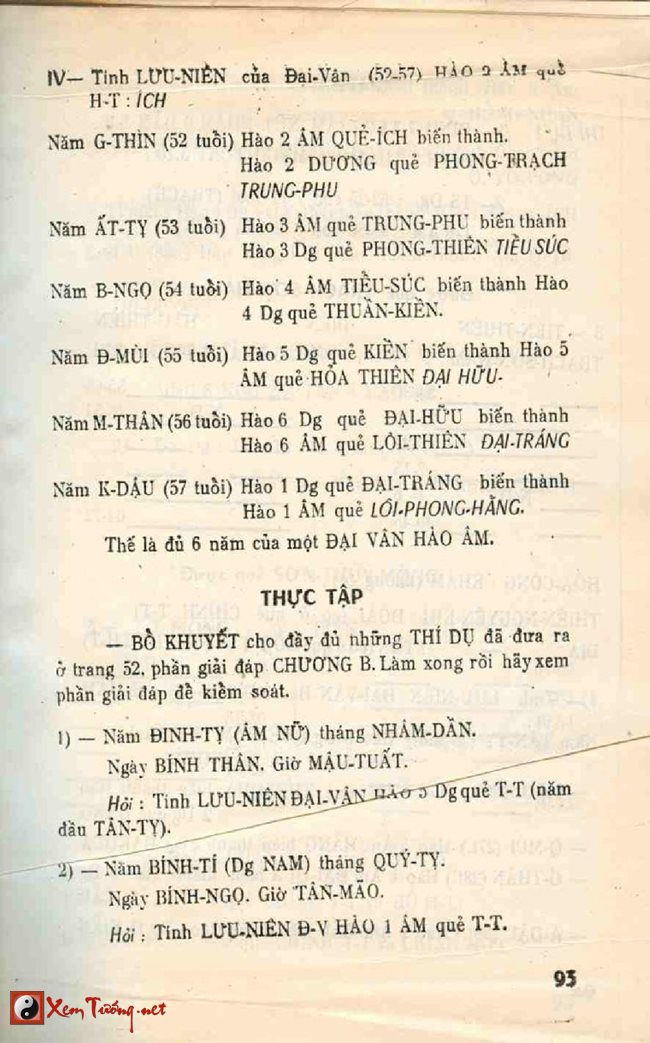 IV— Tính LƯU-NIÊN của Đại-Vân (52-57) HÀO 2 ÂM quẻ
H-T : ÍCH
Năm G-THÌN (52 tuổi) Hào 2 ÂM QUẺ-ÍCH biến thành.
Hào 2 DƯƠNG quẻ PHONG-TRẠCH
TRUNG-PHU
Năm ẤT-TỴ (53 tuổi) Hào 3 ÂM quẻ TRUNG-PHU biến thành
Hào 3 Dg quẻ PHONG-THIÊN TIỂU SÚC
Năm B-NGỌ (54 tuổi) Hào 4 ÂM TIỂU-SÚC biến thành Hào
4 Dg quẻ THUẦN-KIỀN.
Năm Đ-MÙI (55 tuổi) Hào 5 Dg quẻ KIỀN biến thành Hào 5
ÂM quẻ HỎA THIÊN ĐẠI HỮU-
Năm M-THÂN (56 tuổi) Hào 6 Dg quẻ ĐẠI-HỮU biến thành
Hào 6 ÂM quẻ LÔI-THIÊN ĐẠI-TRÁNG
Năm K-DẬU (57 tuổi) Hào 1 Dg quẻ ĐẠI-TRÁNG biến thành
Hào 1 ÂM quẻ LÔI-PHONG-HẰNG.
Thế là đủ 6 năm của một ĐẠI VÂN HÀO ÂM.
THỰC TẬP
— BỒ KHUYẾT cho đầy đủ những THÍ DỤ đã đưa ra
ở trang 52, phần giải đáp CHƯƠNG B. Làm xong rồi hãy xem
phần giải đáp để kiểm soát.
1) — Năm ĐINH-TỴ (ÂM NỮ) tháng NHÂM-DẦN.
Ngày BÍNH THÂN. Giờ MẬU-TUẤT.
Hỏi : Tính LƯU-NIÊN ĐẠI-VÂN HÀO 5 Dg quẻ T-T (năm
đầu TÂN-TỴ).
2) — Năm BÍNH-TÍ (Dg NAM) tháng QUÝ-TỴ.
Ngày BÍNH-NGỌ. Giờ TÂN-MÃO.
Hỏi : Tính LƯU-NIÊN Đ-V HÀO 1 ÂM quẻ T-T.
93
XemTướng.net